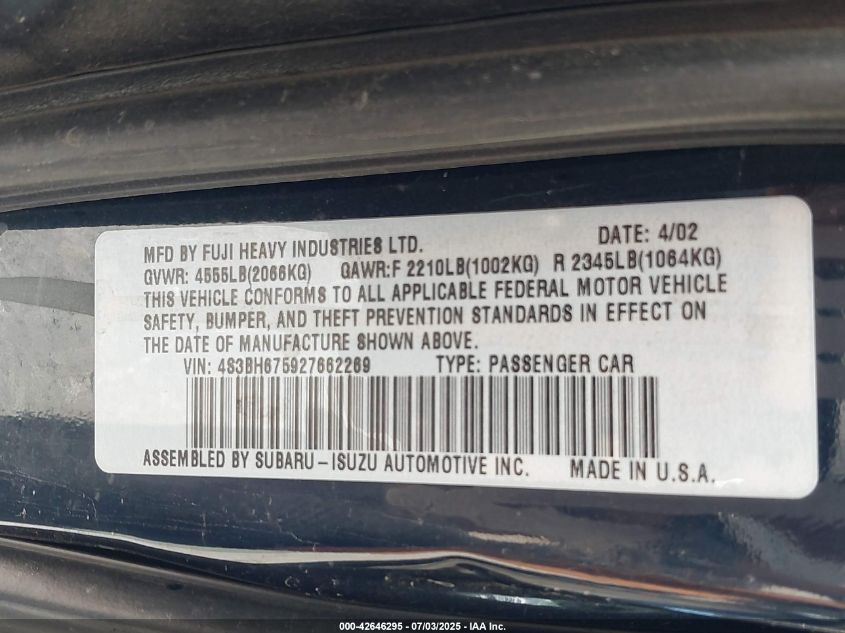 MFD BY FUJI HEAVY INDUSTRIES LTD. DATE: 4/02
GVWR: 4555LB(2066KG) GAWR:F 2210LB(1002KG) R 2345LB(1064KG)
THIS VEHICLE CONFORMS TO ALL APPLICABLE FEDERAL MOTOR VEHICLE
SAFETY, BUMPER, AND THEFT PREVENTION STANDARDS IN EFFECT ON
THE DATE OF MANUFACTURE SHOWN ABOVE.
VIN: 4S3BH675927662269 TYPE: PASSENGER CAR
ASSEMBLED BY SUBARU-ISUZU AUTOMOTIVE INC. MADE IN U.S.A.
000-42646295 - 07/03/2025 - IAA Inc.